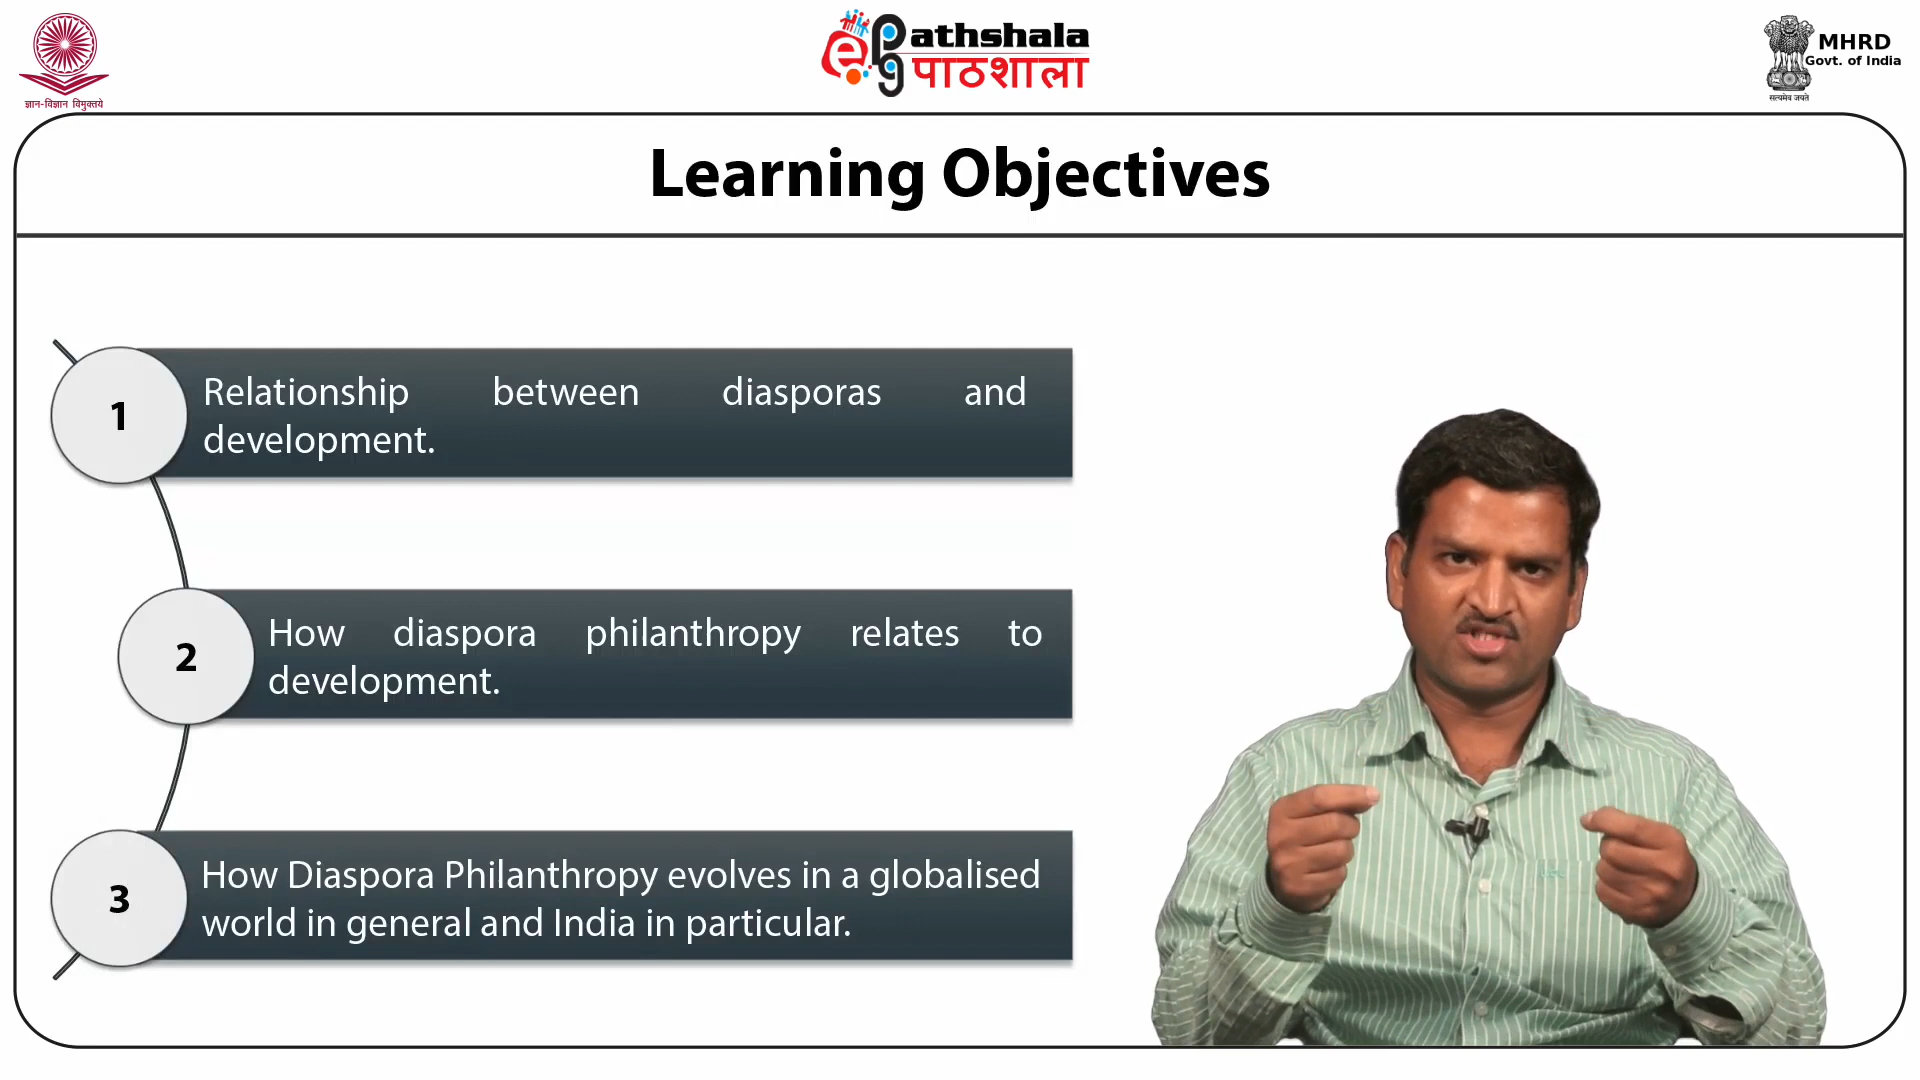 ज्ञान-विज्ञान विमुक्तये
e PG athshala
पाठशाला
MHRD
Govt. of India
सत्यमेव जयते
Learning Objectives
1
Relationship between diasporas and
development.
2
How diaspora philanthropy relates to
development.
3
How Diaspora Philanthropy evolves in a globalised
world in general and India in particular.